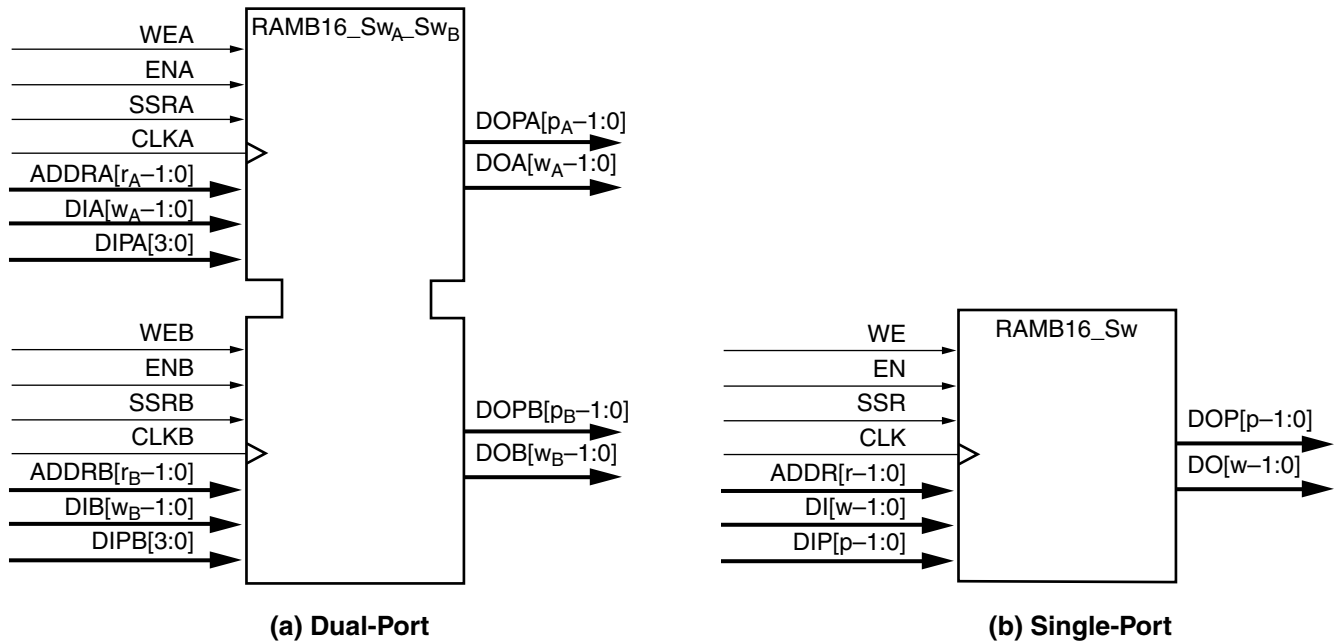 RAMB16_SwA_SwB
WEA
ENA
SSRA
CLKA
ADDRA[rA–1:0]
DIA[wA–1:0]
DIPA[3:0]
DOPA[pA–1:0]
DOA[wA–1:0]
WEB
ENB
SSRB
CLKB
ADDRB[rB–1:0]
DIB[wB–1:0]
DIPB[3:0]
DOPB[pB–1:0]
DOB[wB–1:0]
(a) Dual-Port
RAMB16_Sw
WE
EN
SSR
CLK
ADDR[r–1:0]
DI[w–1:0]
DIP[p–1:0]
DOP[p–1:0]
DO[w–1:0]
(b) Single-Port